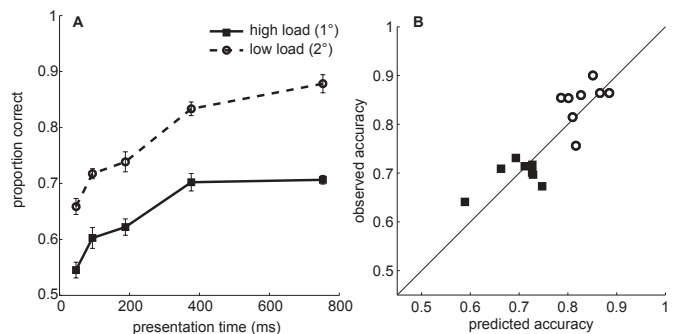 A
high load (1°)
low load (2°)
proportion correct
1
0.9
0.8
0.7
0.6
0.5
0 200 400 600 800
presentation time (ms)
B
observed accuracy
1
0.9
0.8
0.7
0.6
0.5
0.5 0.6 0.7 0.8 0.9 1
predicted accuracy